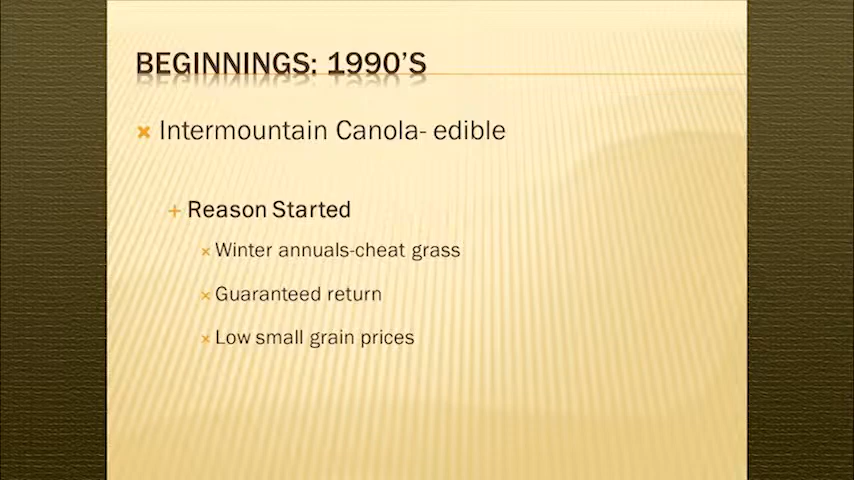 BEGINNINGS: 1990'S
Intermountain Canola- edible
Reason Started
Winter annuals-cheat grass
Guaranteed return
Low small grain prices